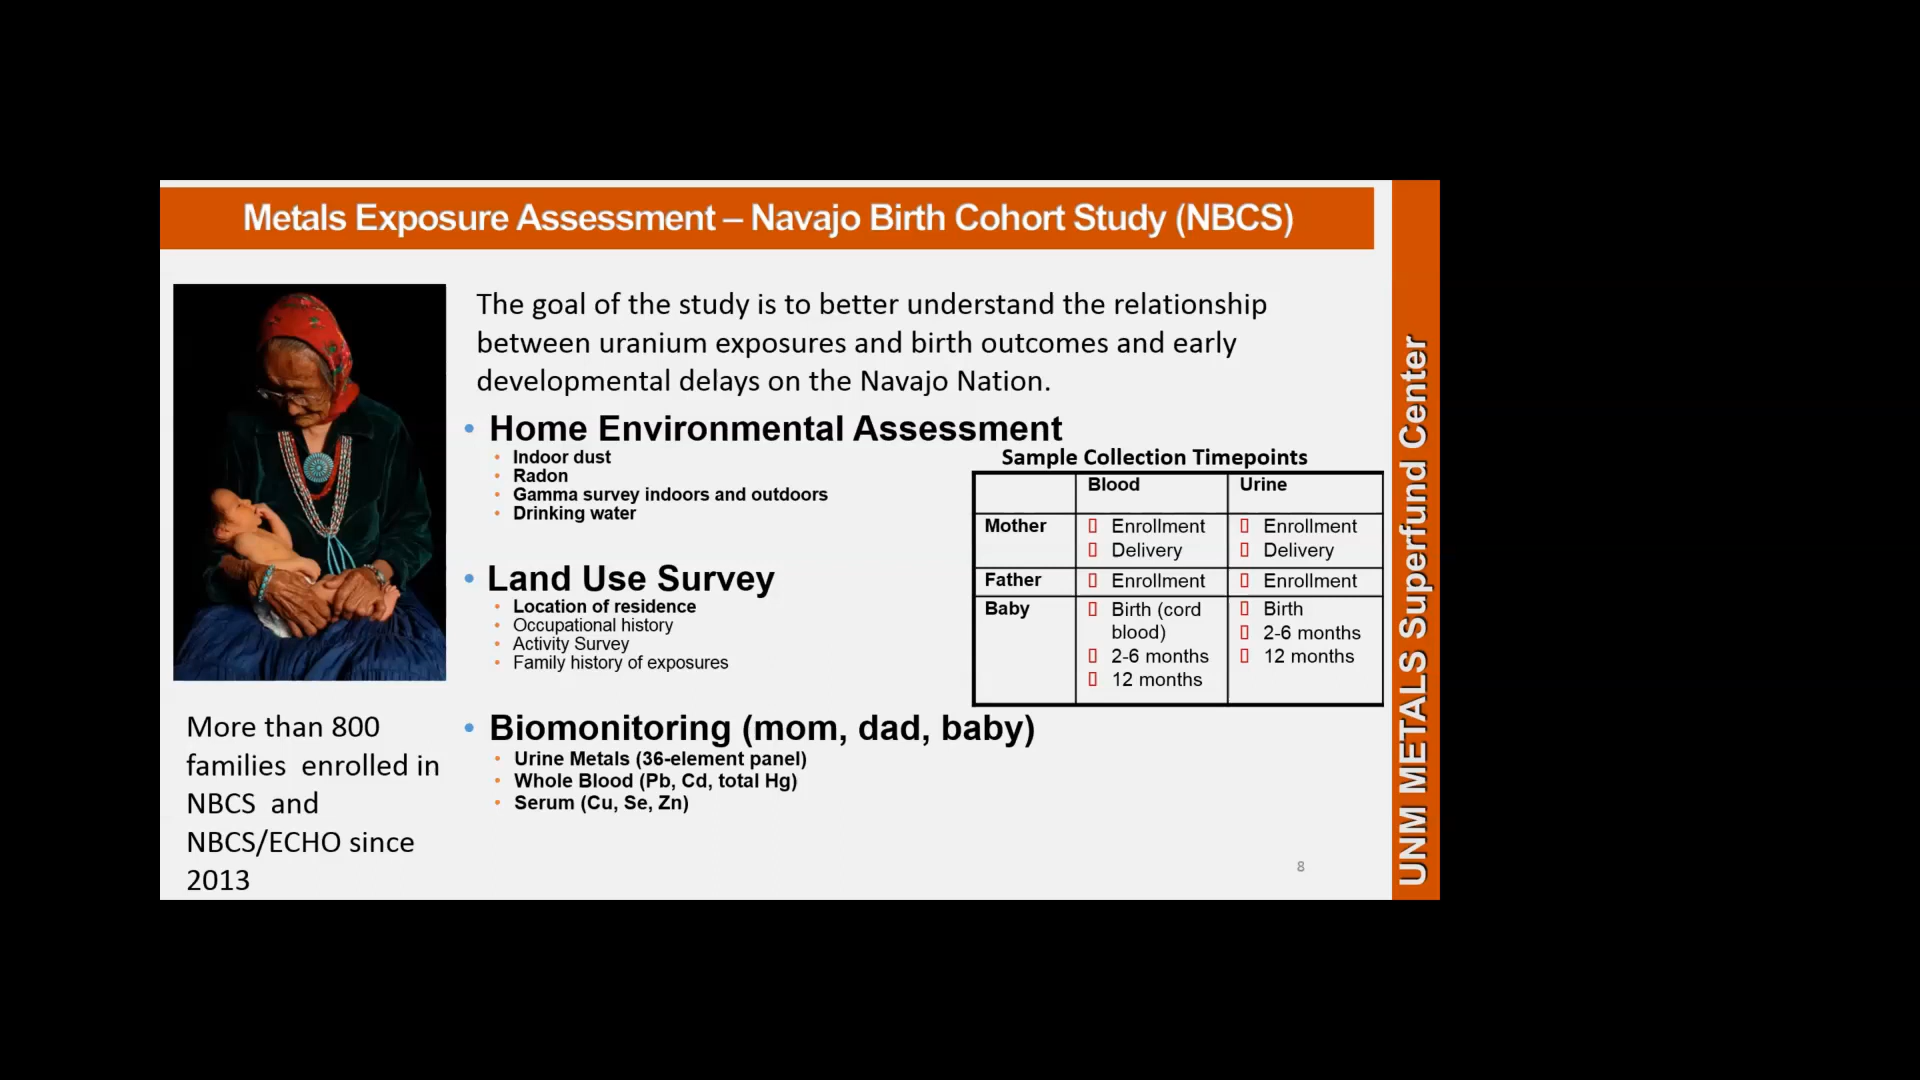 Metals Exposure Assessment – Navajo Birth Cohort Study (NBCS)
The goal of the study is to better understand the relationship
between uranium exposures and birth outcomes and early
developmental delays on the Navajo Nation.
• Home Environmental Assessment
• Indoor dust
• Radon
• Gamma survey indoors and outdoors
• Drinking water
• Land Use Survey
• Location of residence
• Occupational history
• Activity Survey
• Family history of exposures
• Biomonitoring (mom, dad, baby)
• Urine Metals (36-element panel)
• Whole Blood (Pb, Cd, total Hg)
• Serum (Cu, Se, Zn)
Sample Collection Timepoints
Blood Urine
Mother Enrollment Enrollment
Delivery Delivery
Father Enrollment Enrollment
Baby Birth (cord Birth
blood) 2-6 months
2-6 months 12 months
12 months
More than 800
families enrolled in
NBCS and
NBCS/ECHO since
2013
8
UNM METALS Superfund Center